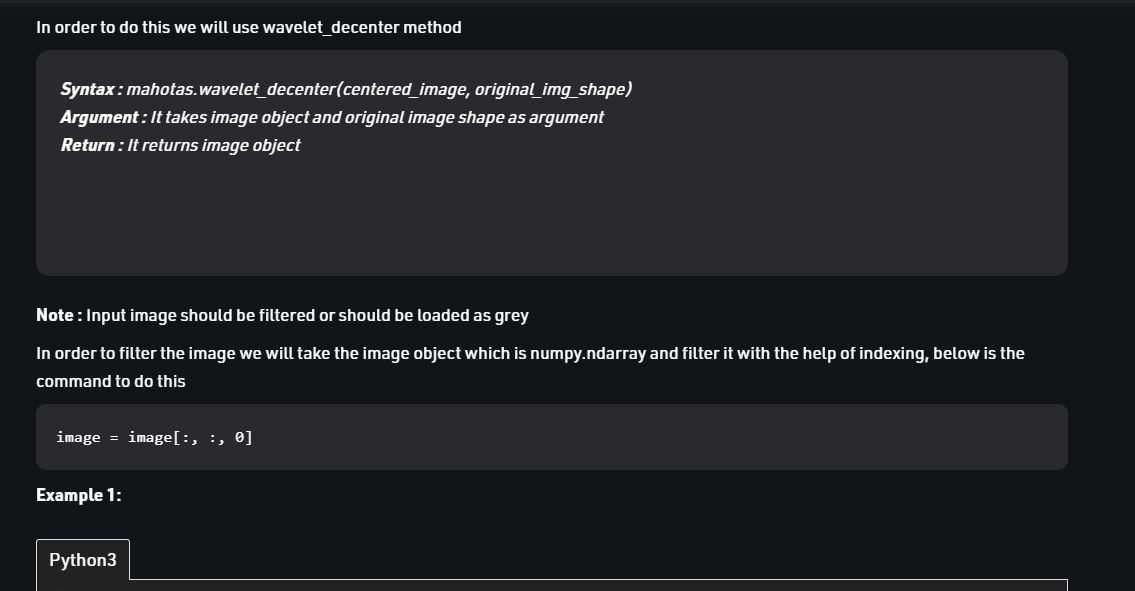 In order to do this we will use wavelet_decenter method
Syntax : mahotas.wavelet_decenter(centered_image, original_img_shape)
Argument : It takes image object and original image shape as argument
Return : It returns image object
Note : Input image should be filtered or should be loaded as grey
In order to filter the image we will take the image object which is numpy.ndarray and filter it with the help of indexing, below is the
command to do this
image = image[:, :, 0]
Example 1:
Python3